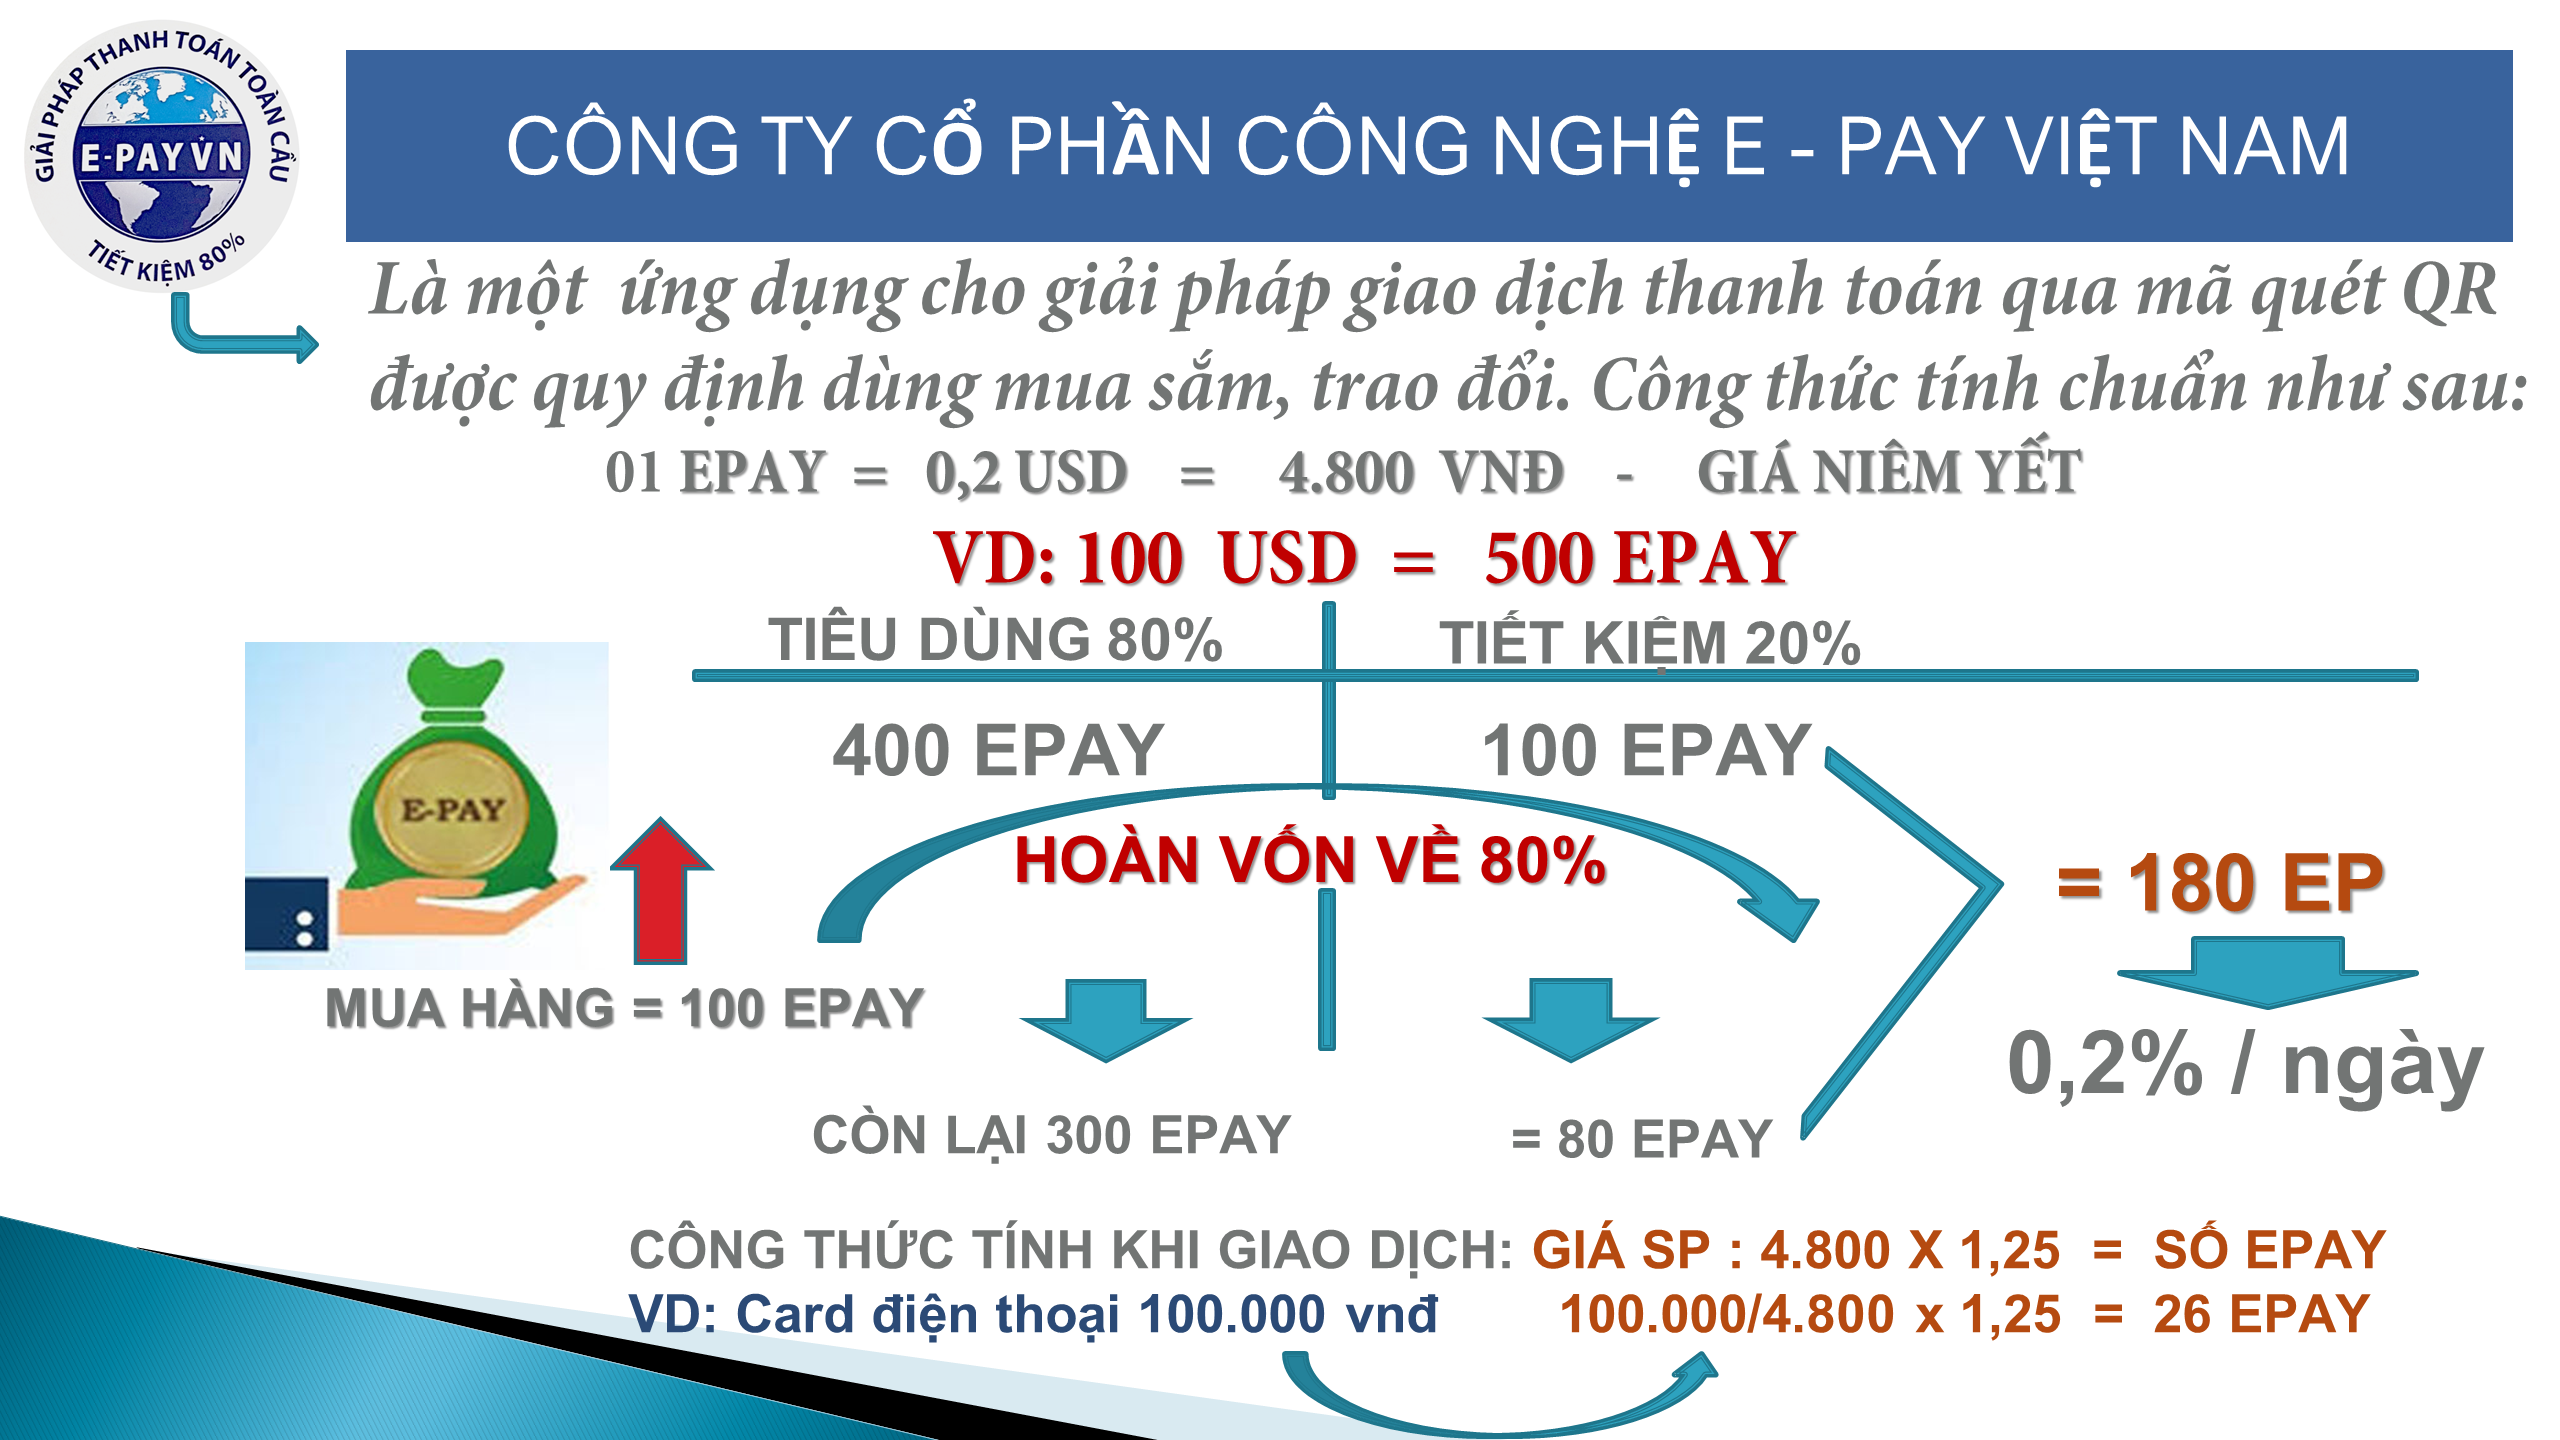 GIẢI PHÁP THANH TOÁN TOÀN CẦU
E-PAY VN
TIẾT KIỆM 80%
CÔNG TY CỔ PHẦN CÔNG NGHỆ E - PAY VIỆT NAM
Là một ứng dụng cho giải pháp giao dịch thanh toán qua mã quét QR
được quy định dùng mua sắm, trao đổi. Công thức tính chuẩn như sau:
01 EPAY = 0,2 USD = 4.800 VNĐ - GIÁ NIÊM YẾT
VD: 100 USD = 500 EPAY
TIÊU DÙNG 80% TIẾT KIỆM 20%
400 EPAY 100 EPAY
E-PAY
HOÀN VỐN VỀ 80%
= 180 EP
MUA HÀNG = 100 EPAY
0,2% / ngày
CÒN LẠI 300 EPAY = 80 EPAY
CÔNG THỨC TÍNH KHI GIAO DỊCH: GIÁ SP : 4.800 X 1,25 = SỐ EPAY
VD: Card điện thoại 100.000 vnđ 100.000/4.800 x 1,25 = 26 EPAY